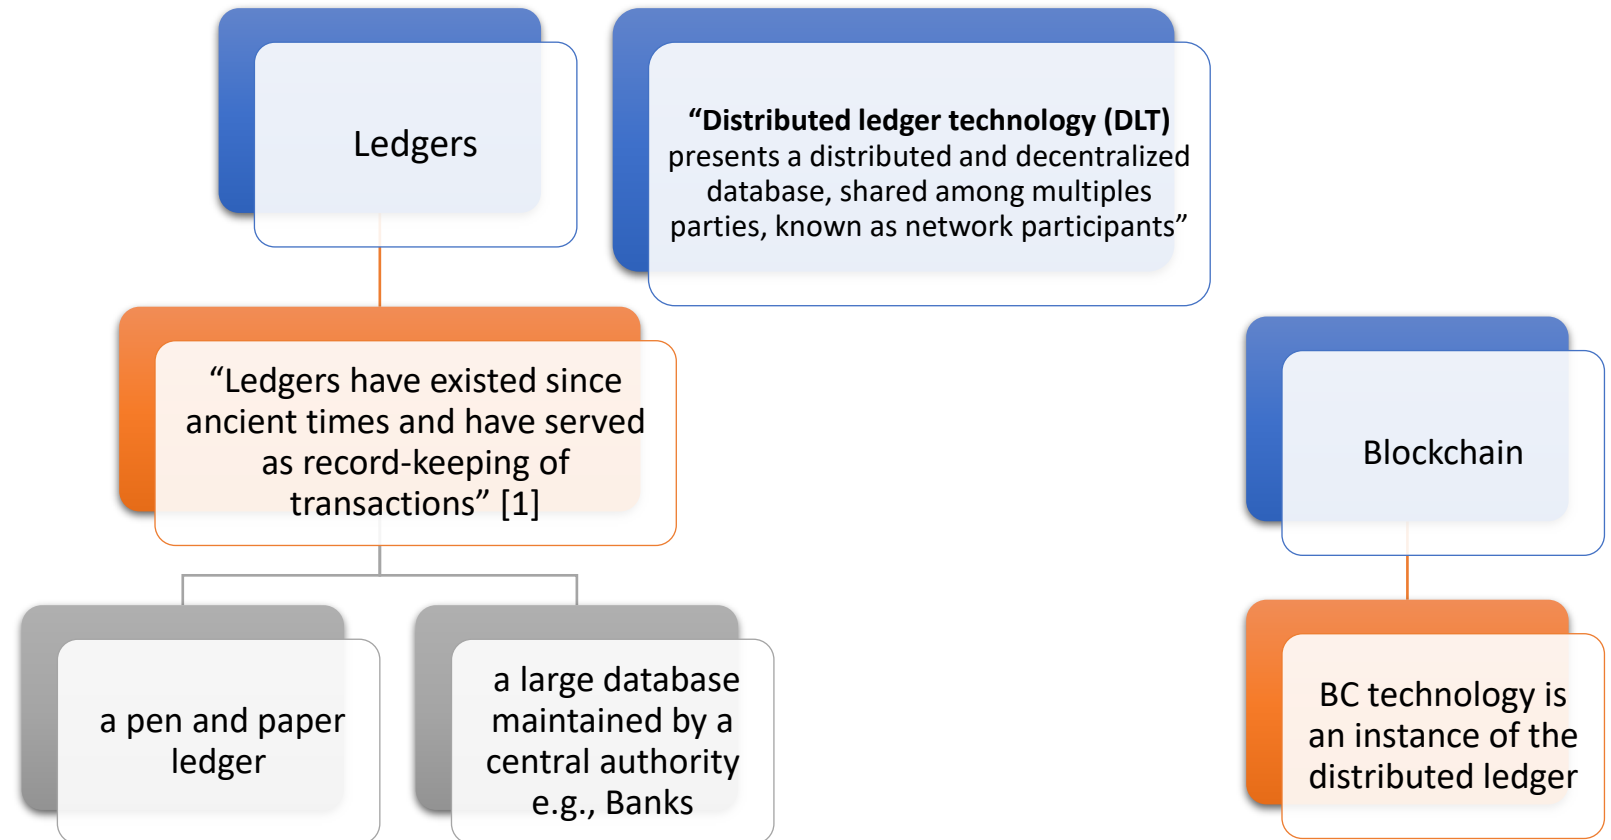 Ledgers
“Distributed ledger technology (DLT)
presents a distributed and decentralized
database, shared among multiples
parties, known as network participants”
“Ledgers have existed since
ancient times and have served
as record-keeping of
transactions” [1]
a pen and paper
ledger
a large database
maintained by a
central authority
e.g., Banks
Blockchain
BC technology is
an instance of the
distributed ledger